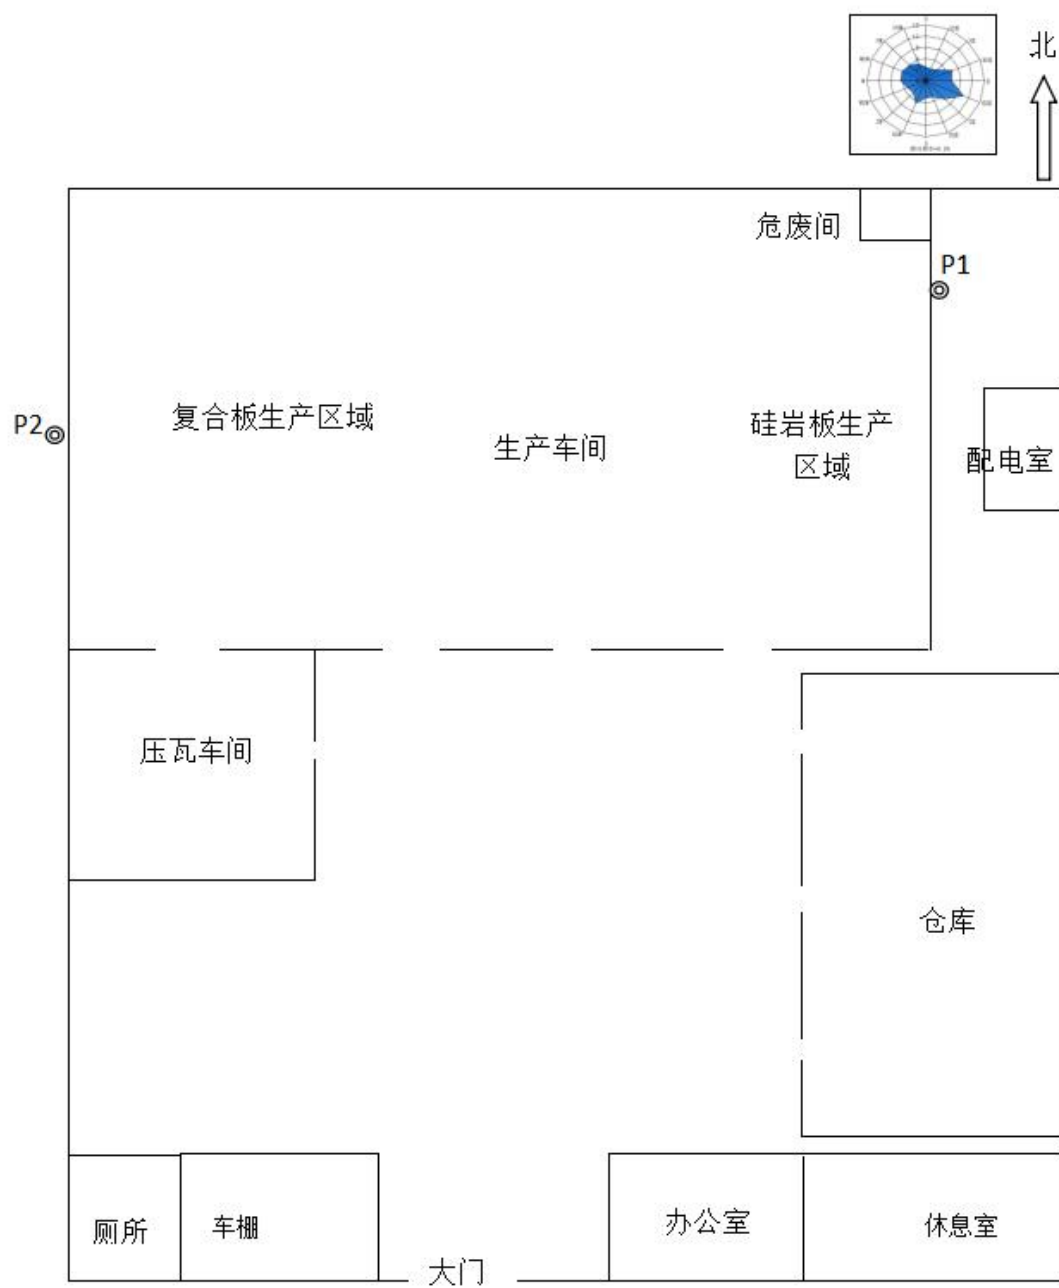 北
危废间
P1
复合板生产区域
硅岩板生产
区域
P2
生产车间
配电室
压瓦车间
仓库
厕所
车棚
办公室
休息室
大门